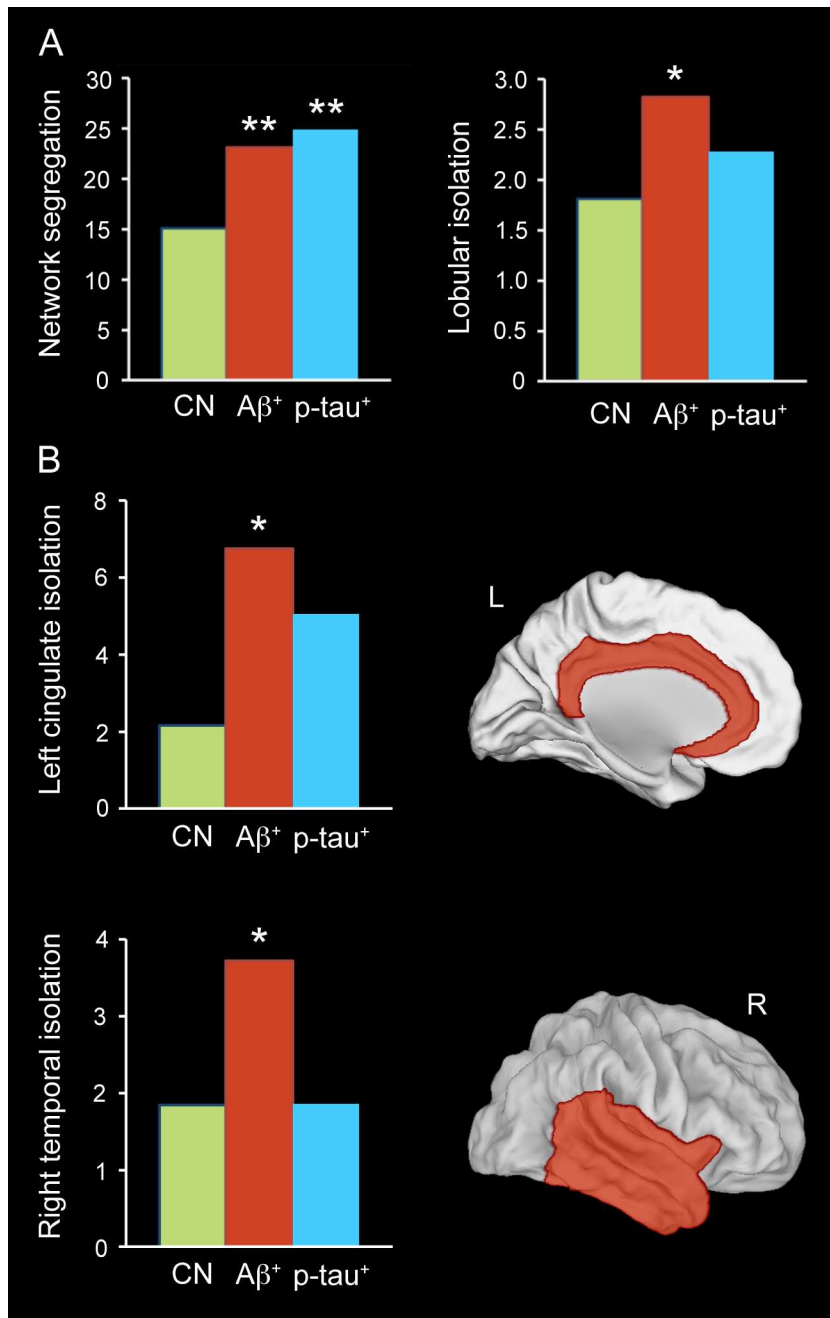 A
Network segregation
30
25
20
15
10
5
0
** **
CN Aβ⁺ p-tau⁺
Lobular isolation
3.0
2.5
2.0
1.5
1.0
0.5
0
*
CN Aβ⁺ p-tau⁺
B
Left cingulate isolation
8
6
4
2
0
*
CN Aβ⁺ p-tau⁺
L
Right temporal isolation
4
3
2
1
0
*
CN Aβ⁺ p-tau⁺
R